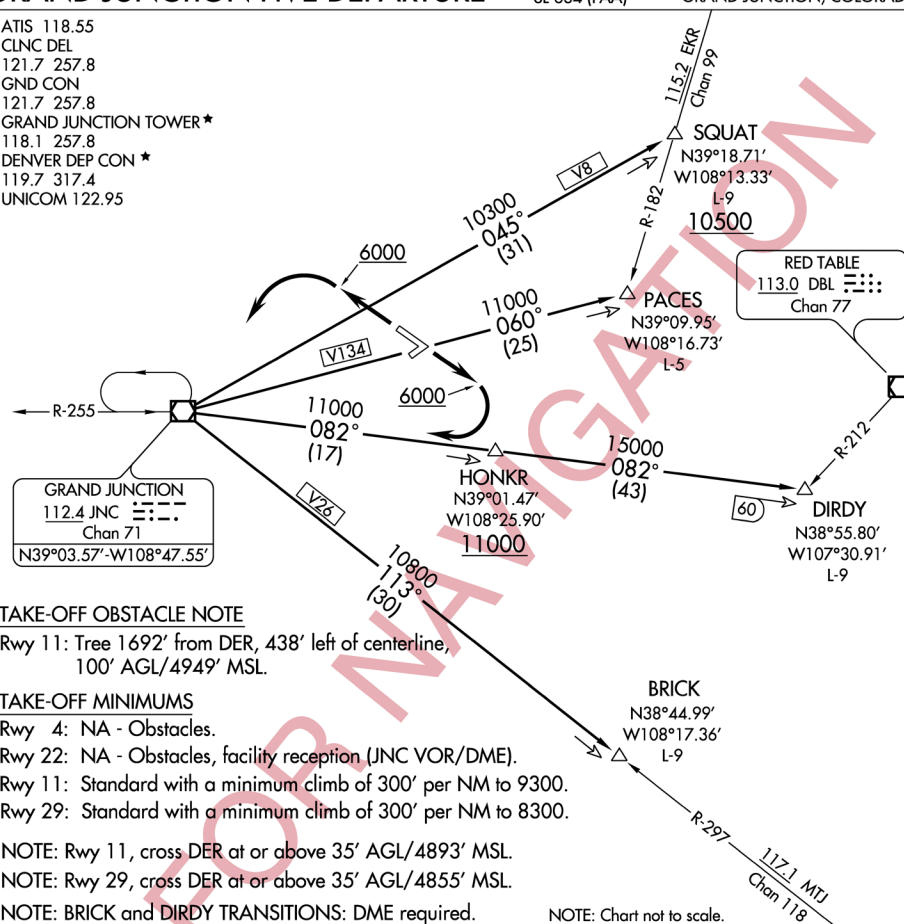 GRAND JUNCTION FIVE DEPARTURE
SL-634 (FAA)
GRAND JUNCTION, COLORADO
ATIS 118.55
CLNC DEL
121.7 257.8
GND CON
121.7 257.8
GRAND JUNCTION TOWER★
118.1 257.8
DENVER DEP CON ★
119.7 317.4
UNICOM 122.95
115.2 EKR
Chan 99
SQUAT
N39°18.71'
W108°13.33'
L-9
10500
V8
10300
045°
(31)
R-182
6000
RED TABLE
113.0 DBL
Chan 77
11000
060°
(25)
PACES
N39°09.95'
W108°16.73'
L-5
V134
6000
R-255
11000
082°
(17)
R-212
15000
082°
(43)
HONKR
N39°01.47'
W108°25.90'
11000
60
DIRDY
N38°55.80'
W107°30.91'
L-9
GRAND JUNCTION
112.4 JNC
Chan 71
N39°03.57'-W108°47.55'
V26
10800
113°
(30)
TAKE-OFF OBSTACLE NOTE
Rwy 11: Tree 1692' from DER, 438' left of centerline,
100' AGL/4949' MSL.
BRICK
N38°44.99'
W108°17.36'
L-9
TAKE-OFF MINIMUMS
Rwy 4: NA - Obstacles.
Rwy 22: NA - Obstacles, facility reception (JNC VOR/DME).
Rwy 11: Standard with a minimum climb of 300' per NM to 9300.
Rwy 29: Standard with a minimum climb of 300' per NM to 8300.
R-297
117.1 MTJ
Chan 118
NOTE: Rwy 11, cross DER at or above 35' AGL/4893' MSL.
NOTE: Rwy 29, cross DER at or above 35' AGL/4855' MSL.
NOTE: BRICK and DIRDY TRANSITIONS: DME required.
NOTE: Chart not to scale.
FOR NAVIGATION